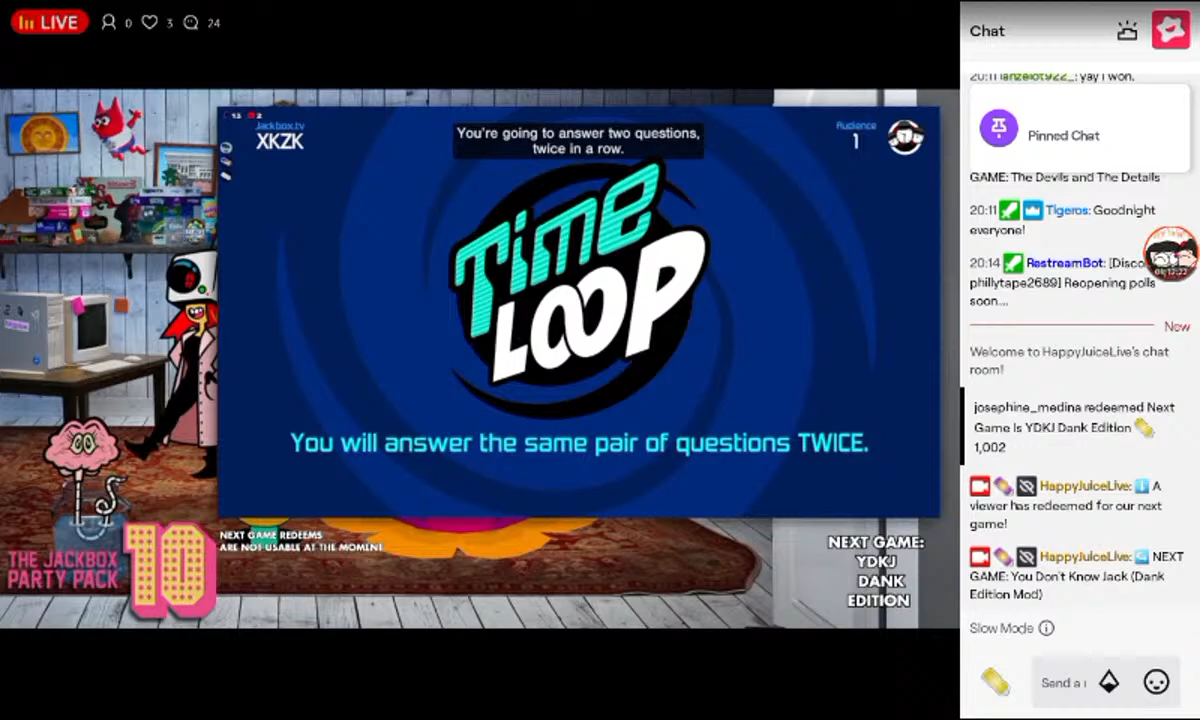 LIVE 0 3 24
Jackbox.tv
XKZK
You're going to answer two questions,
twice in a row.
Audience
1
Time
LOOP
You will answer the same pair of questions TWICE.
THE JACKBOX
PARTY PACK
10
NEXT GAME REDEEMS
ARE NOT USABLE AT THE MOMENT
NEXT GAME:
YDKJ
DANK
EDITION
Chat
yay I won.
Pinned Chat
GAME: The Devils and The Details
20:11 Tigeros: Goodnight
everyone!
20:14 RestreamBot: [Disco
phillytape2689] Reopening polls
soon...
New
Welcome to HappyJuiceLive's chat
room!
josephine_medina redeemed Next
Game Is YDKJ Dank Edition
1,002
HappyJuiceLive: A
viewer has redeemed for our next
game!
HappyJuiceLive: NEXT
GAME: You Don't Know Jack (Dank
Edition Mod)
Slow Mode
Send a